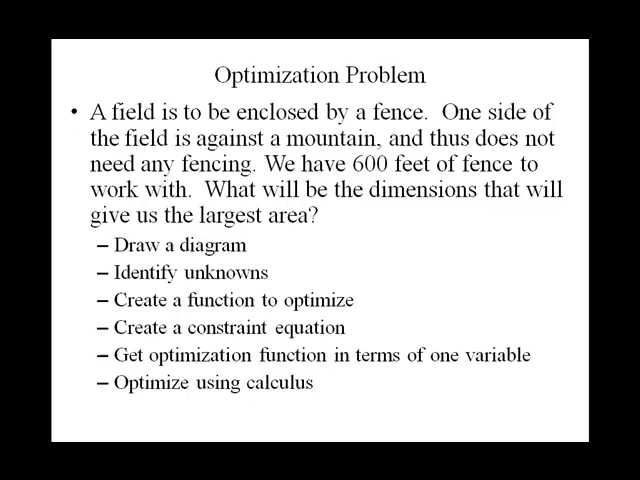 Optimization Problem
• A field is to be enclosed by a fence.  One side of
the field is against a mountain, and thus does not
need any fencing. We have 600 feet of fence to
work with.  What will be the dimensions that will
give us the largest area?
– Draw a diagram
– Identify unknowns
– Create a function to optimize
– Create a constraint equation
– Get optimization function in terms of one variable
– Optimize using calculus